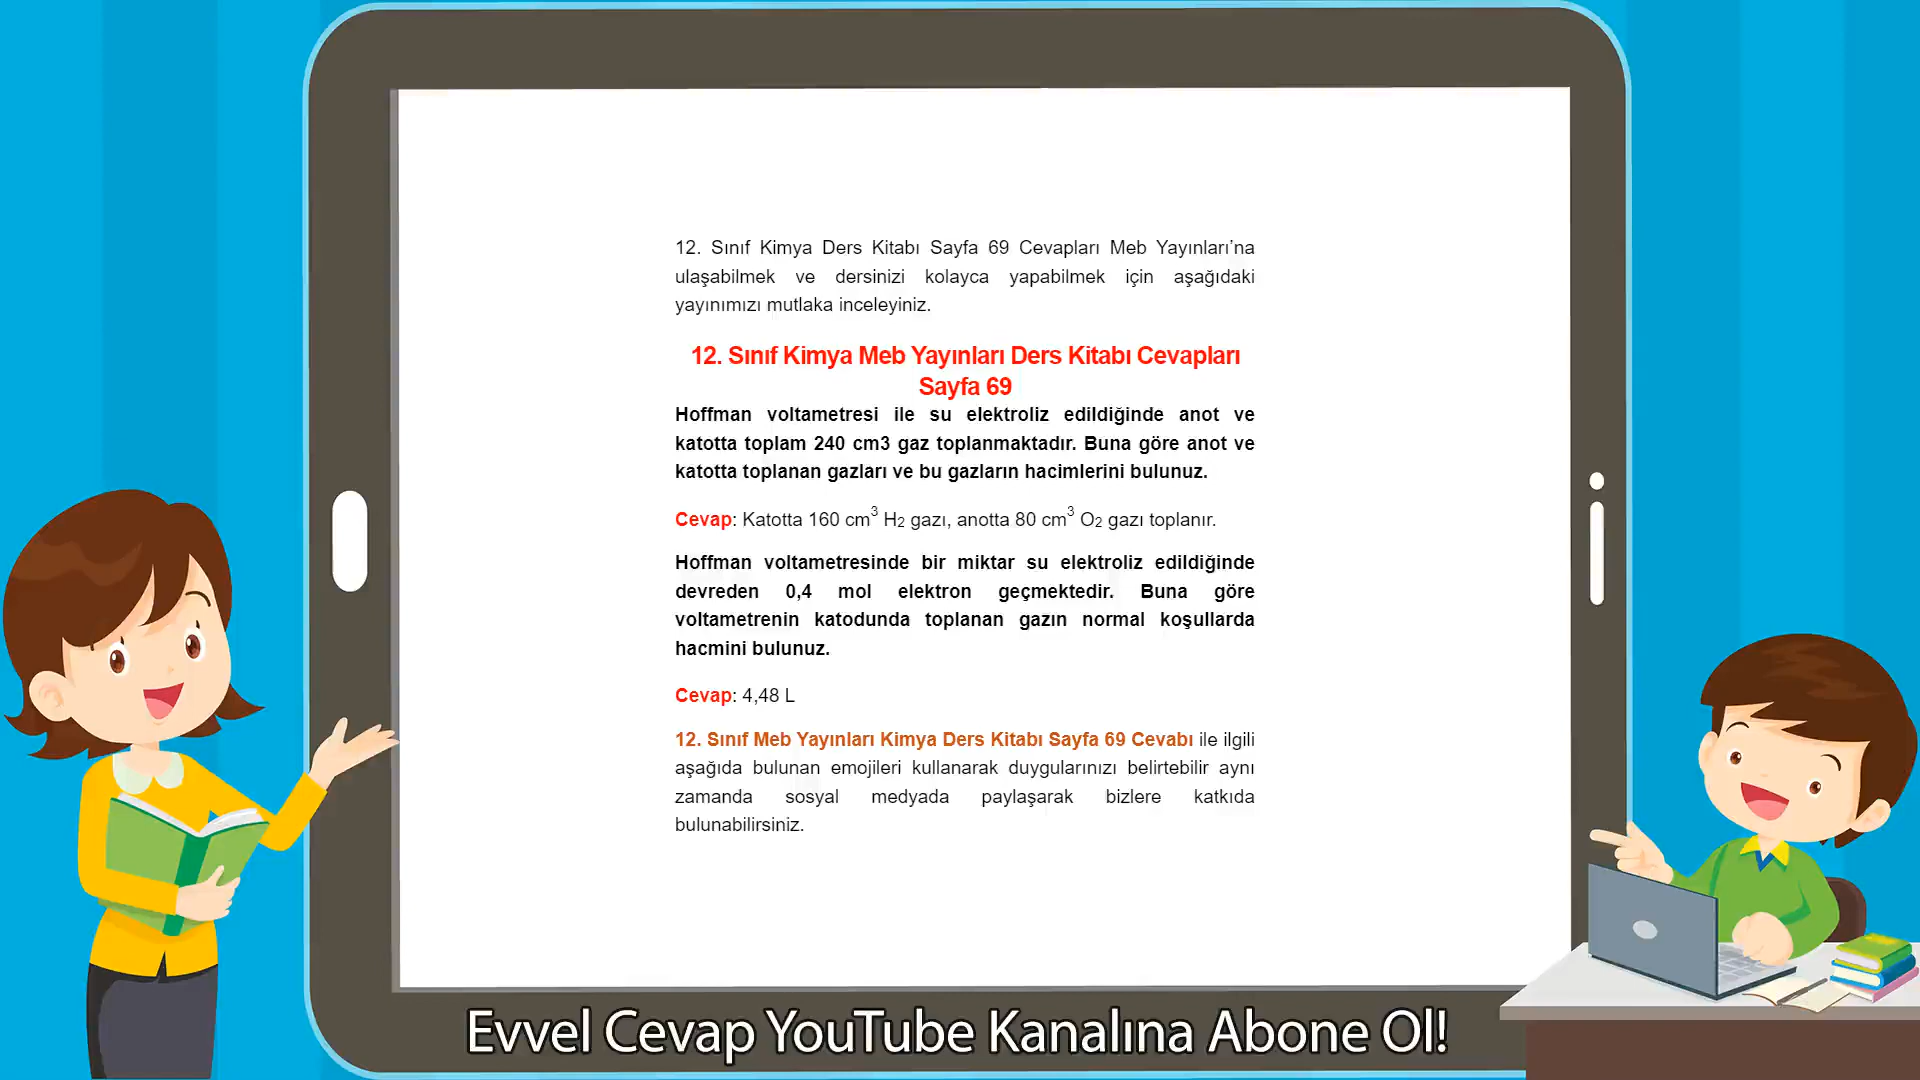 12. Sınıf Kimya Ders Kitabı Sayfa 69 Cevapları Meb Yayınları’na
ulaşabilmek ve dersinizi kolayca yapabilmek için aşağıdaki
yayınımızı mutlaka inceleyiniz.
12. Sınıf Kimya Meb Yayınları Ders Kitabı Cevapları
Sayfa 69
Hoffman voltametresi ile su elektroliz edildiğinde anot ve
katotta toplam 240 cm3 gaz toplanmaktadır. Buna göre anot ve
katotta toplanan gazları ve bu gazların hacimlerini bulunuz.
Cevap: Katotta 160 cm³ H₂ gazı, anotta 80 cm³ O₂ gazı toplanır.
Hoffman voltametresinde bir miktar su elektroliz edildiğinde
devreden 0,4 mol elektron geçmektedir. Buna göre
voltametrenin katodunda toplanan gazın normal koşullarda
hacmini bulunuz.
Cevap: 4,48 L
12. Sınıf Meb Yayınları Kimya Ders Kitabı Sayfa 69 Cevabı ile ilgili
aşağıda bulunan emojileri kullanarak duygularınızı belirtebilir aynı
zamanda sosyal medyada paylaşarak bizlere katkıda
bulunabilirsiniz.
Evvel Cevap YouTube Kanalına Abone Ol!